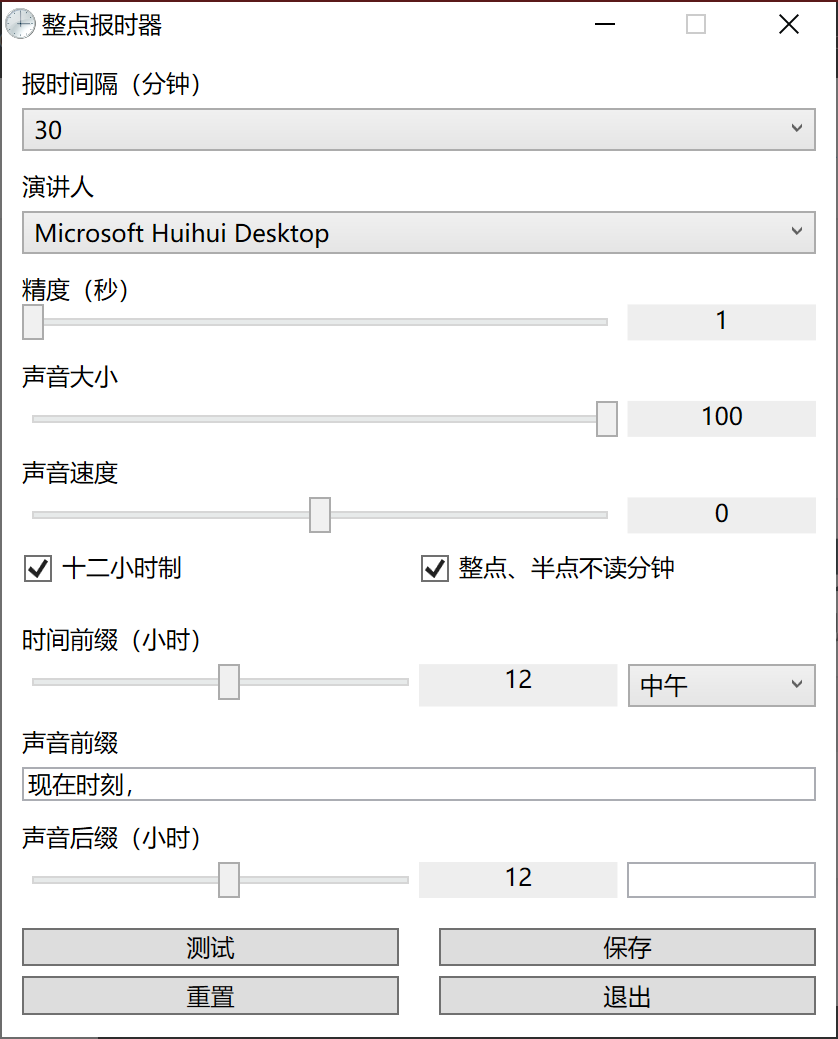 整点报时器
报时间隔（分钟）
30
演讲人
Microsoft Huihui Desktop
精度（秒）
1
声音大小
100
声音速度
0
十二小时制
整点、半点不读分钟
时间前缀（小时）
12
中午
声音前缀
现在时刻，
声音后缀（小时）
12
测试
保存
重置
退出